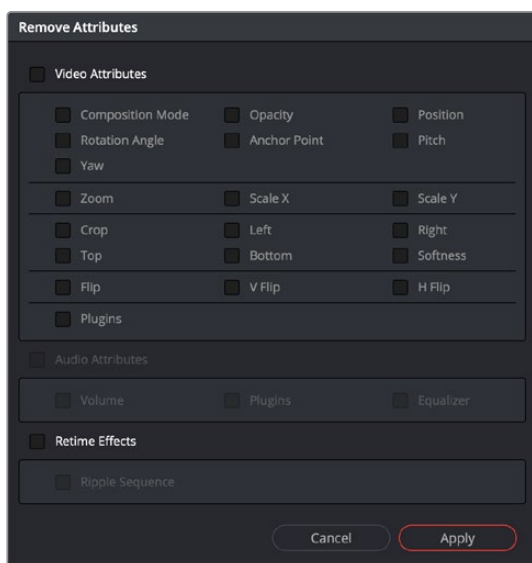 Remove Attributes
Video Attributes
Composition Mode Opacity Position
Rotation Angle Anchor Point Pitch
Yaw
Zoom Scale X Scale Y
Crop Left Right
Top Bottom Softness
Flip V Flip H Flip
Plugins
Audio Attributes
Volume Plugins Equalizer
Retime Effects
Ripple Sequence
Cancel Apply